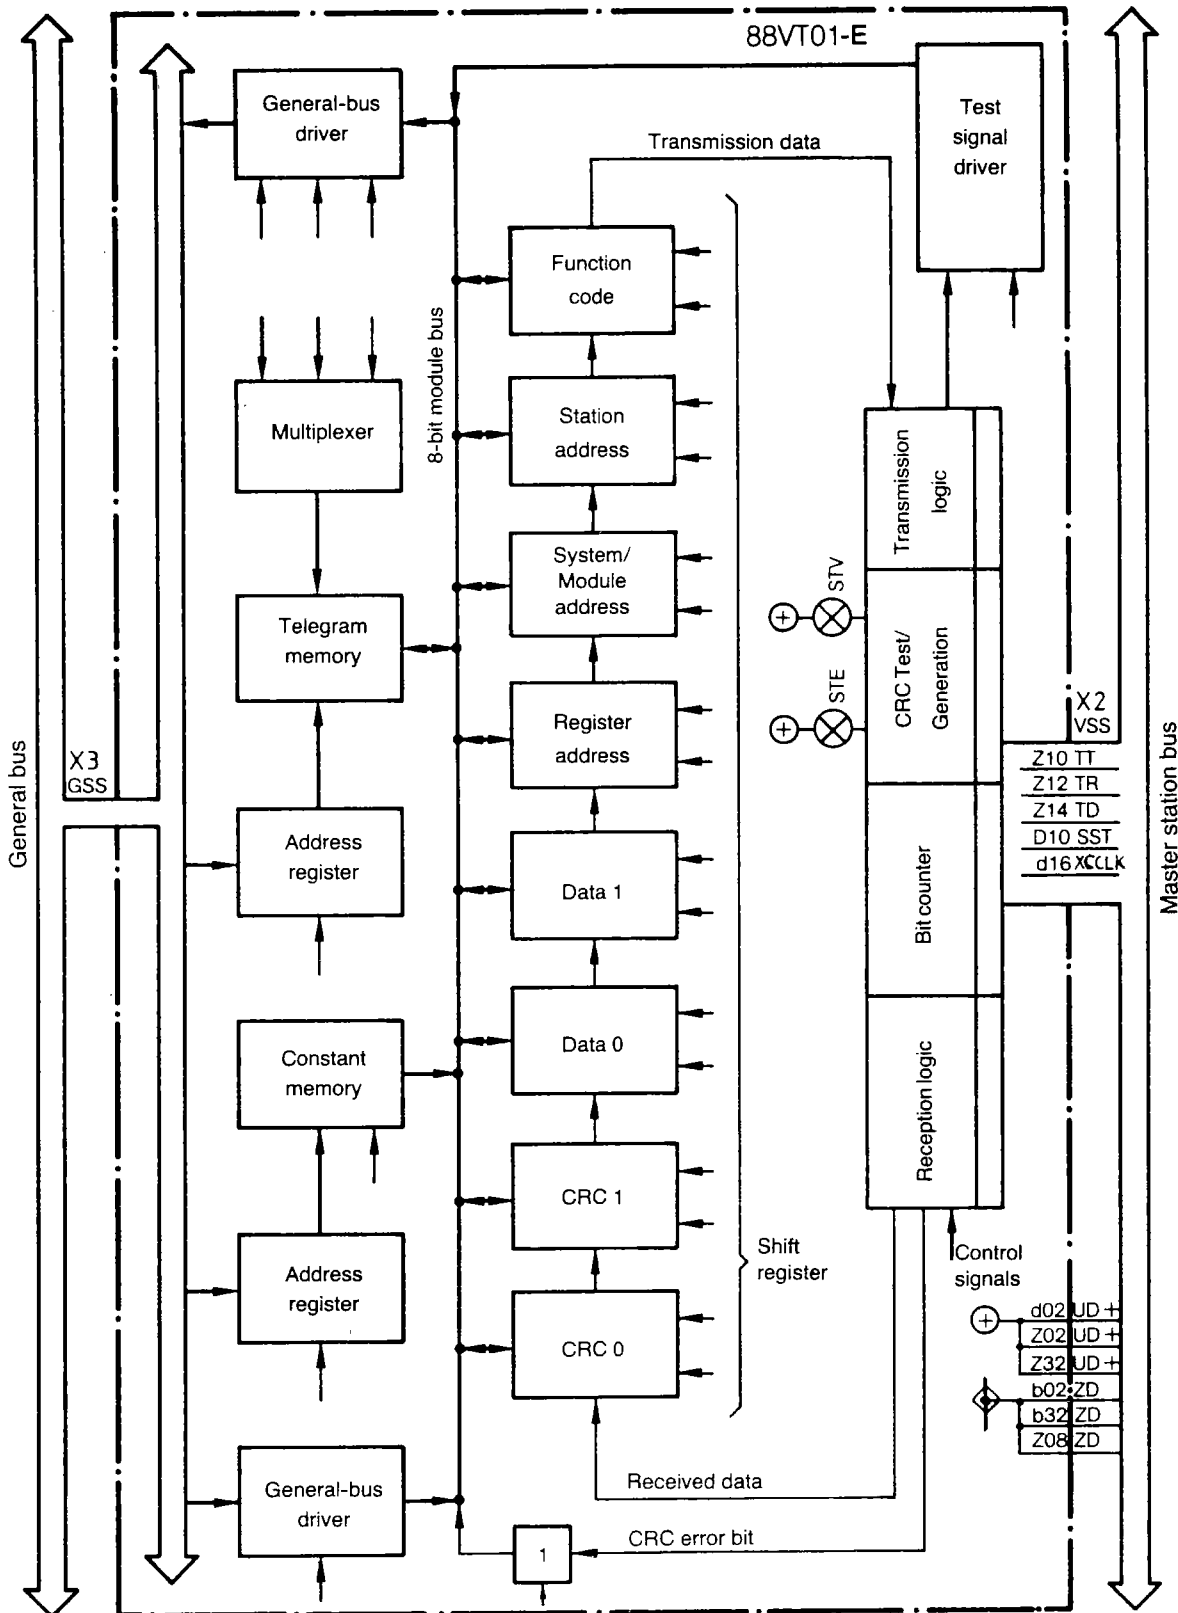 88VT01-E
General-bus
driver
Test
signal
driver
Transmission data
Function
code
8-bit module bus
Multiplexer
Station
address
Transmission
logic
System/
Module
address
STV
Telegram
memory
CRC Test/
Generation
STE
Register
address
X2
VSS
X3
GSS
Z10 TT
Z12 TR
Z14 TD
D10 SST
d16 XCCLK
General bus
Master station bus
Address
register
Data 1
Bit counter
Constant
memory
Data 0
Reception logic
CRC 1
Shift
register
Control
signals
Address
register
CRC 0
d02 UD +
Z02 UD +
Z32 UD +
b02 ZD
b32 ZD
Z08 ZD
General-bus
driver
Received data
CRC error bit
1